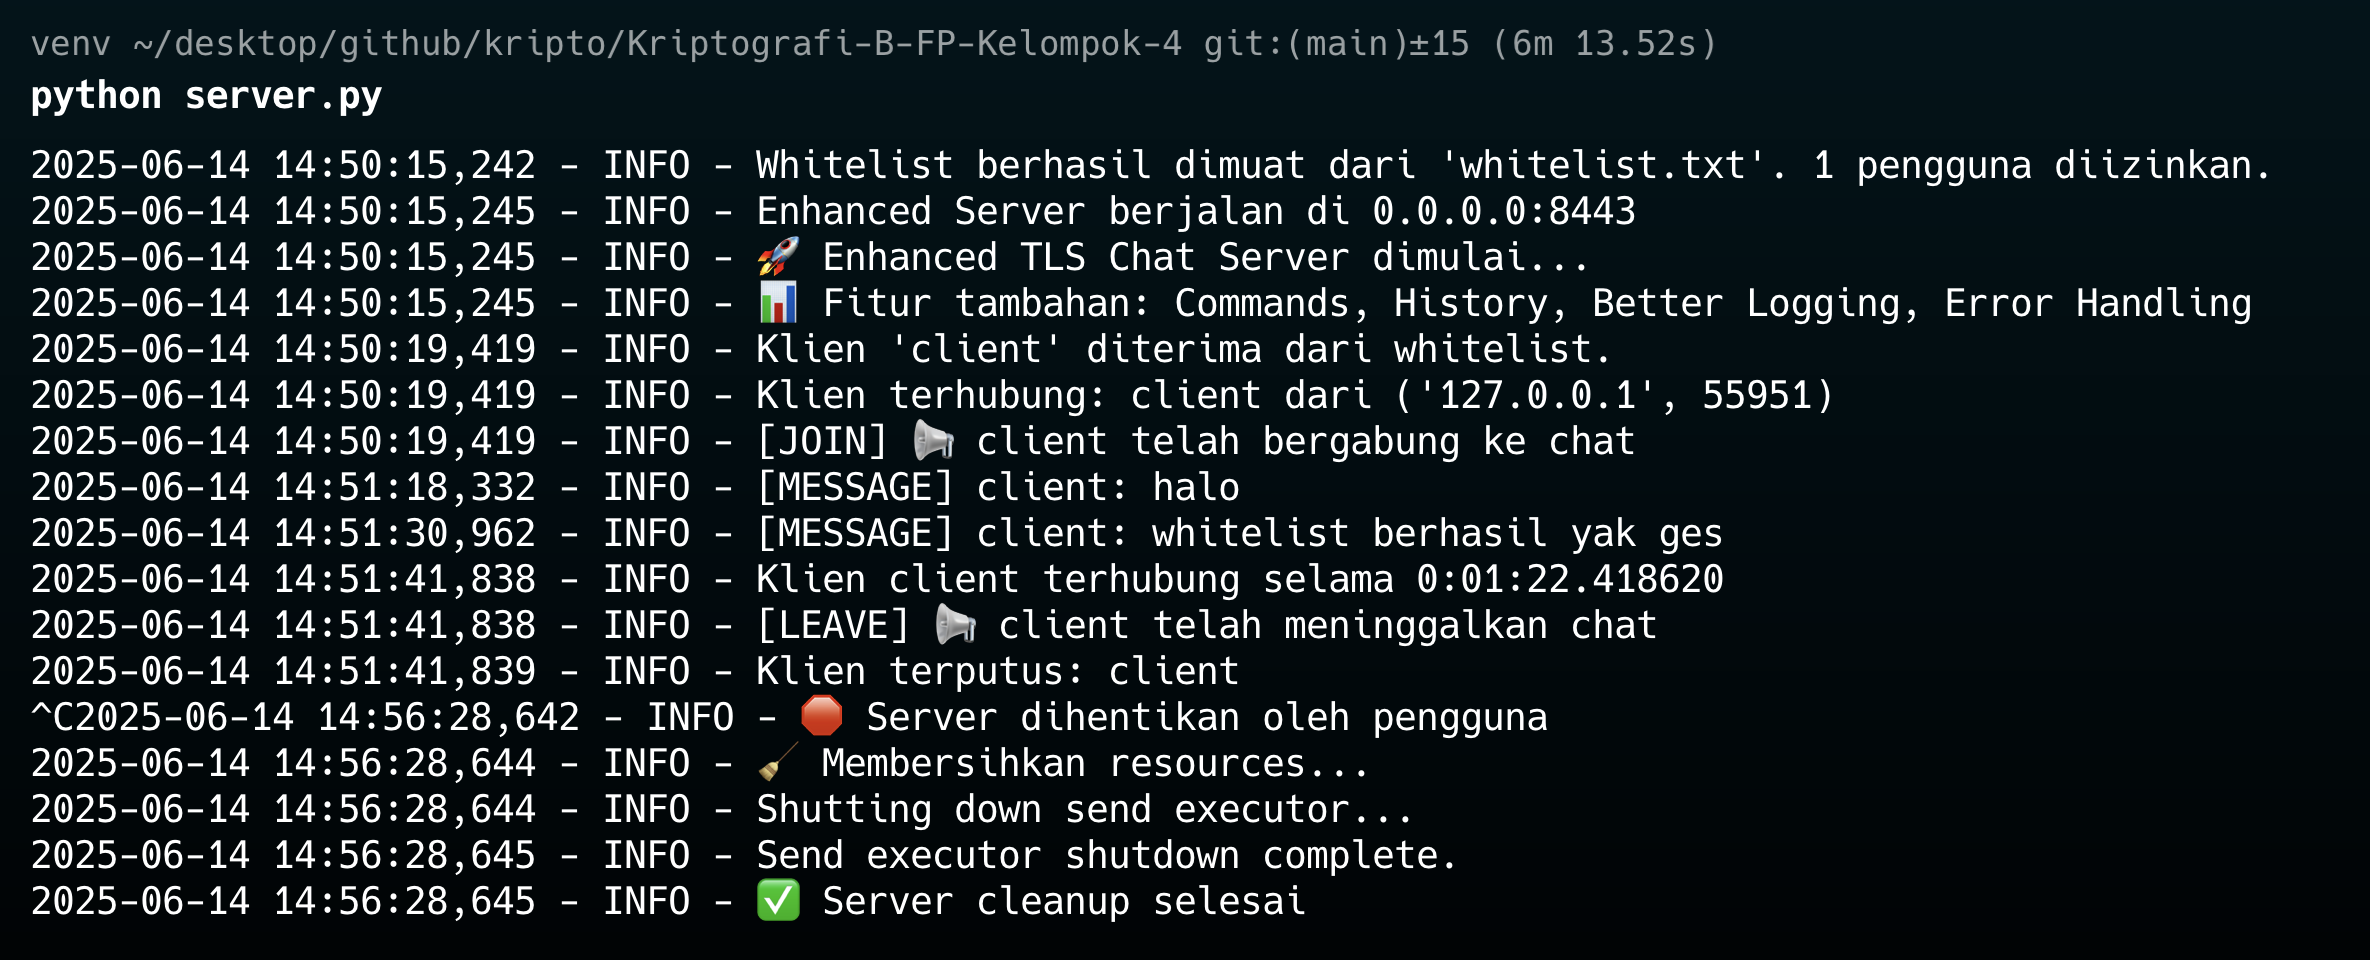 venv ~/desktop/github/kripto/Kriptografi-B-FP-Kelompok-4 git:(main)±15 (6m 13.52s)
python server.py
2025-06-14 14:50:15,242 - INFO - Whitelist berhasil dimuat dari 'whitelist.txt'. 1 pengguna diizinkan.
2025-06-14 14:50:15,245 - INFO - Enhanced Server berjalan di 0.0.0.0:8443
2025-06-14 14:50:15,245 - INFO - 🚀 Enhanced TLS Chat Server dimulai...
2025-06-14 14:50:15,245 - INFO - 📊 Fitur tambahan: Commands, History, Better Logging, Error Handling
2025-06-14 14:50:19,419 - INFO - Klien 'client' diterima dari whitelist.
2025-06-14 14:50:19,419 - INFO - Klien terhubung: client dari ('127.0.0.1', 55951)
2025-06-14 14:50:19,419 - INFO - [JOIN] 📢 client telah bergabung ke chat
2025-06-14 14:51:18,332 - INFO - [MESSAGE] client: halo
2025-06-14 14:51:30,962 - INFO - [MESSAGE] client: whitelist berhasil yak ges
2025-06-14 14:51:41,838 - INFO - Klien client terhubung selama 0:01:22.418620
2025-06-14 14:51:41,838 - INFO - [LEAVE] 📢 client telah meninggalkan chat
2025-06-14 14:51:41,839 - INFO - Klien terputus: client
^C2025-06-14 14:56:28,642 - INFO - 🛑 Server dihentikan oleh pengguna
2025-06-14 14:56:28,644 - INFO - 🧹 Membersihkan resources...
2025-06-14 14:56:28,644 - INFO - Shutting down send executor...
2025-06-14 14:56:28,645 - INFO - Send executor shutdown complete.
2025-06-14 14:56:28,645 - INFO - ✅ Server cleanup selesai